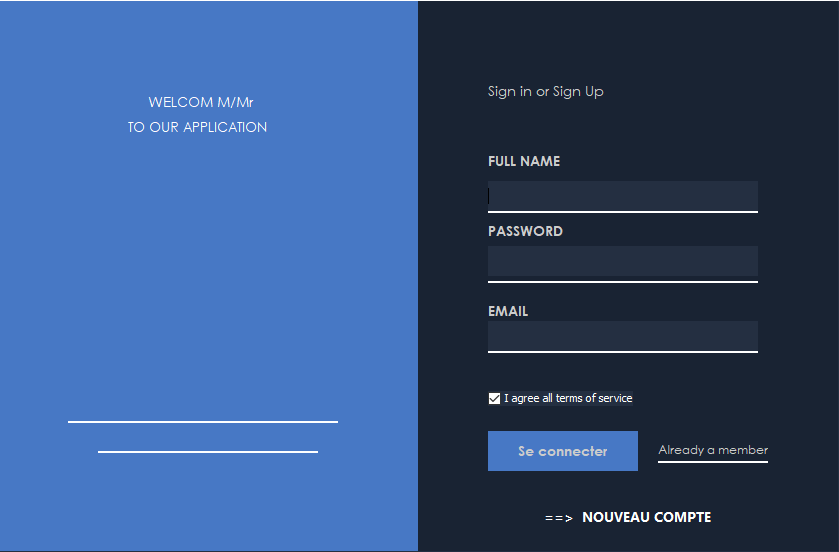 WELCOM M/Mr
TO OUR APPLICATION
Sign in or Sign Up
FULL NAME
PASSWORD
EMAIL
I agree all terms of service
Se connecter
Already a member
==> NOUVEAU COMPTE